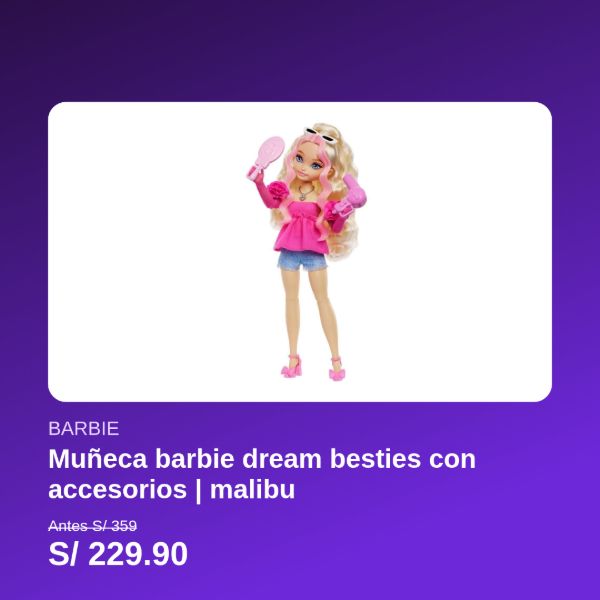 BARBIE
Muñeca barbie dream besties con
accesorios | malibu
Antes S/ 359
S/ 229.90